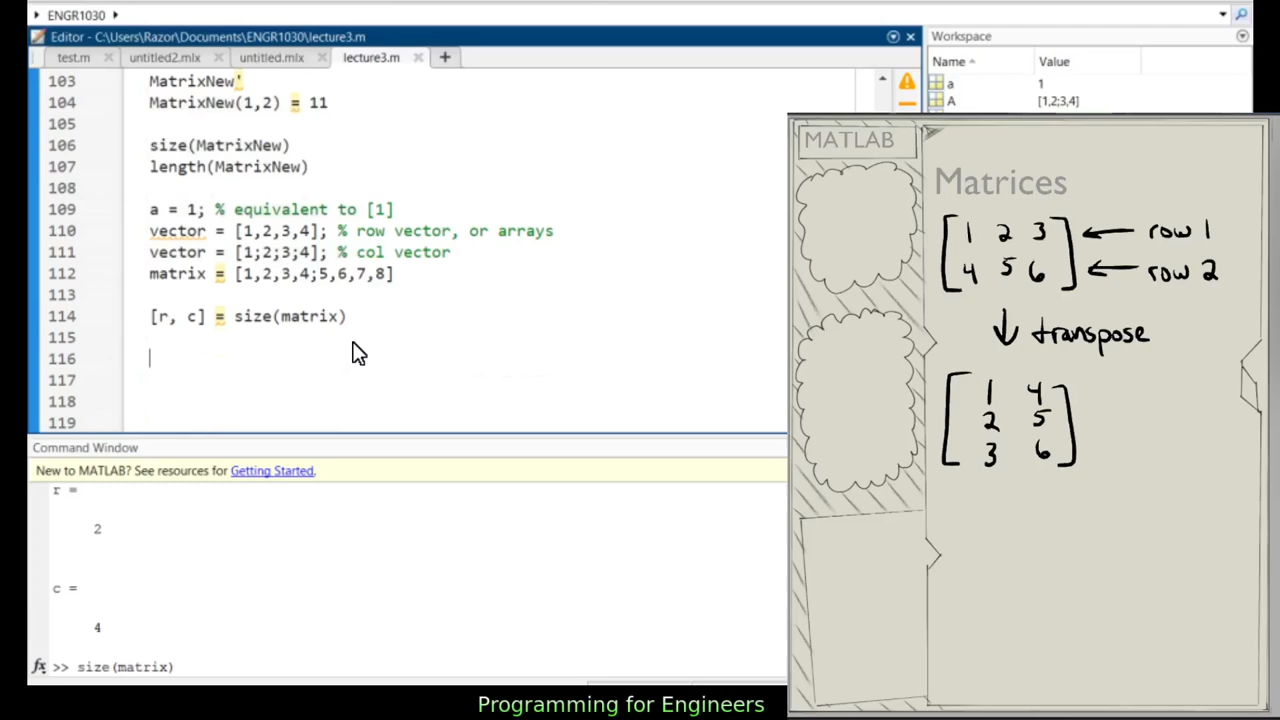 ENGR1030
Editor - C:\Users\Razor\Documents\ENGR1030\lecture3.m
test.m untitled2.mlx untitled.mlx lecture3.m
103 MatrixNew'
104 MatrixNew(1,2) = 11
105
106 size(MatrixNew)
107 length(MatrixNew)
108
109 a = 1; % equivalent to [1]
110 vector = [1,2,3,4]; % row vector, or arrays
111 vector = [1;2;3;4]; % col vector
112 matrix = [1,2,3,4;5,6,7,8]
113
114 [r, c] = size(matrix)
115
116
117
118
119
Workspace
Name Value
a 1
A [1,2;3,4]
Command Window
New to MATLAB? See resources for Getting Started.
r =
2
c =
4
fx >> size(matrix)
MATLAB
Matrices
1 2 3 ← row 1
4 5 6 ← row 2
↓ transpose
1 4
2 5
3 6
Programming for Engineers